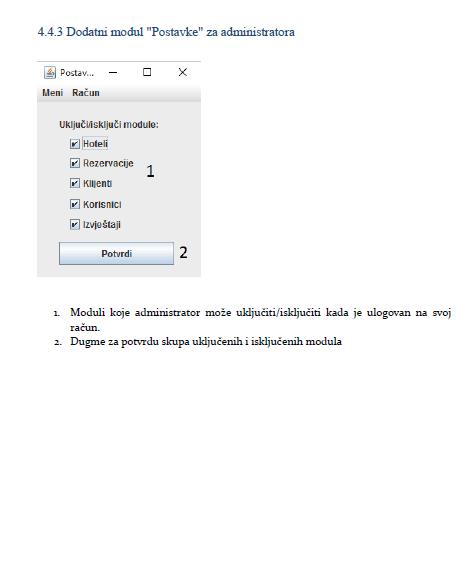 4.4.3 Dodatni modul "Postavke" za administratora
Postav...
Meni Račun
Uključi/isključi module:
Hoteli
Rezervacije
1
Klijenti
Korisnici
Izvještaji
Potvrdi
2
1. Moduli koje administrator može uključiti/isključiti kada je ulogovan na svoj
račun.
2. Dugme za potvrdu skupa uključenih i isključenih modula